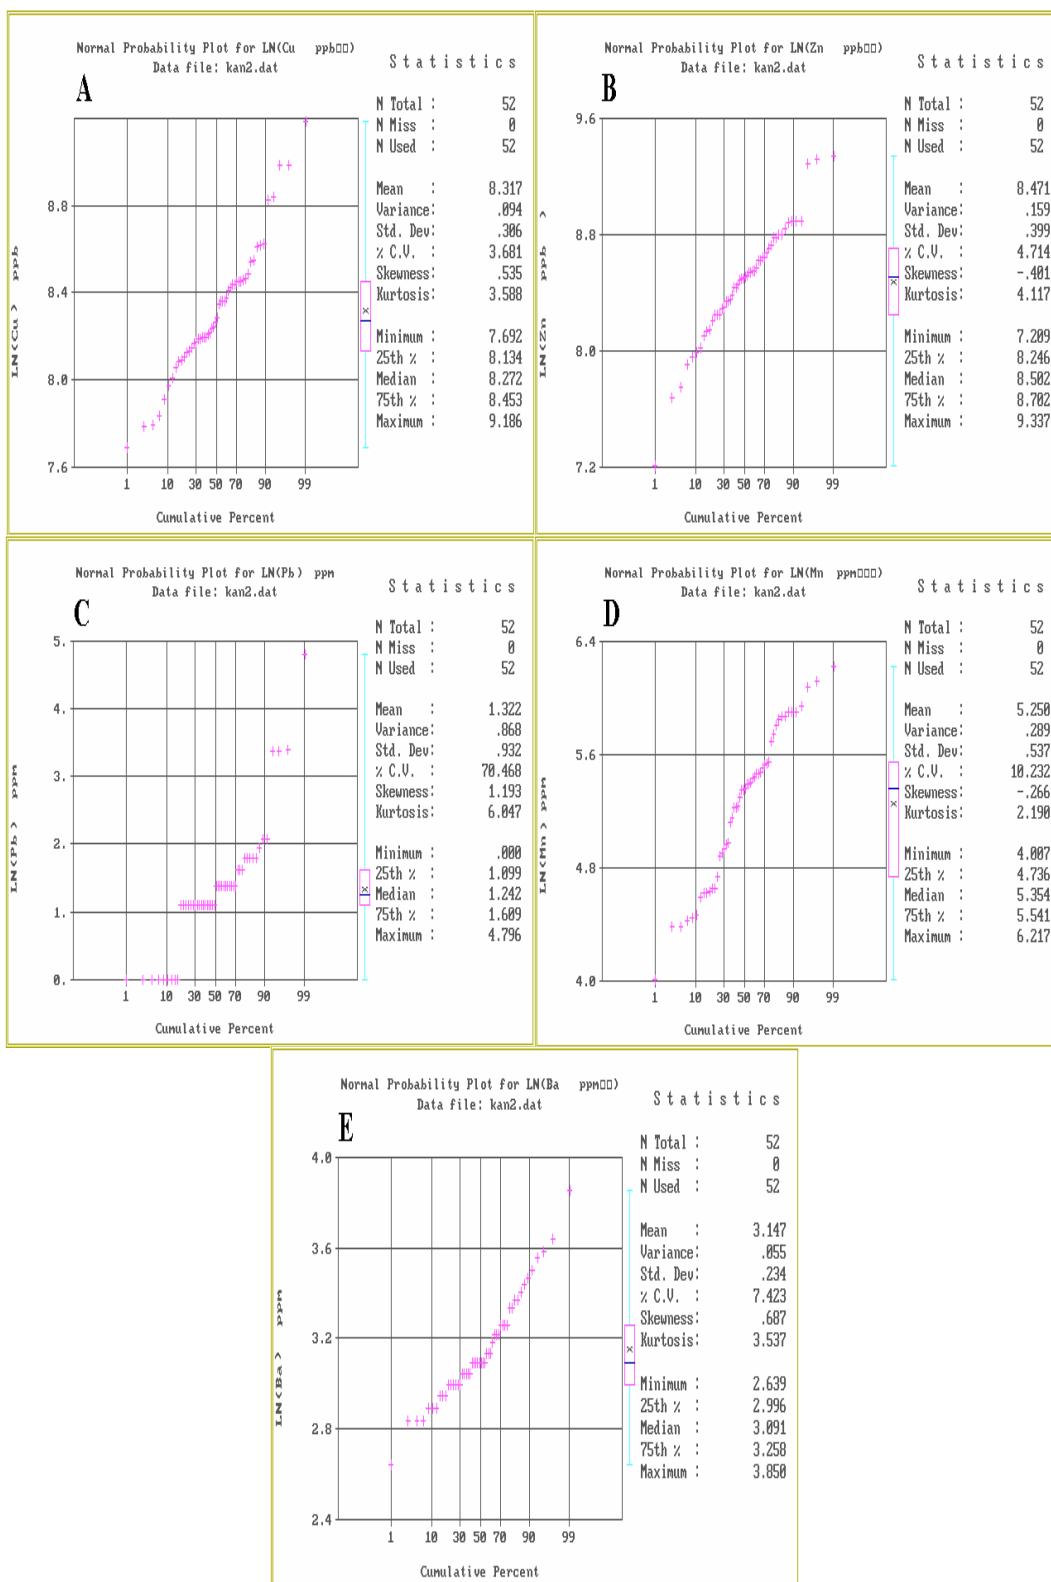 Normal Probability Plot for LN(Cu ppb□□)
Data file: kan2.dat
A
Statistics
N Total : 52
N Miss : 0
N Used : 52
Mean : 8.317
Variance: .094
Std. Dev: .306
% C.V. : 3.681
Skewness: .535
Kurtosis: 3.588
Minimum : 7.692
25th % : 8.134
Median : 8.272
75th % : 8.453
Maximum : 9.186
LN(Cu) ppb
8.8
8.4
8.0
7.6
1 10 30 50 70 90 99
Cumulative Percent
Normal Probability Plot for LN(Zn ppb□□)
Data file: kan2.dat
B
Statistics
N Total : 52
N Miss : 0
N Used : 52
Mean : 8.471
Variance: .159
Std. Dev: .399
% C.V. : 4.714
Skewness: -.401
Kurtosis: 4.117
Minimum : 7.209
25th % : 8.246
Median : 8.502
75th % : 8.702
Maximum : 9.337
LN(Zn ppb )
9.6
8.8
8.0
7.2
1 10 30 50 70 90 99
Cumulative Percent
Normal Probability Plot for LN(Pb) ppm
Data file: kan2.dat
C
Statistics
N Total : 52
N Miss : 0
N Used : 52
Mean : 1.322
Variance: .868
Std. Dev: .932
% C.V. : 70.468
Skewness: 1.193
Kurtosis: 6.047
Minimum : .000
25th % : 1.099
Median : 1.242
75th % : 1.609
Maximum : 4.796
LN(Pb) ppm
5.
4.
3.
2.
1.
0.
1 10 30 50 70 90 99
Cumulative Percent
Normal Probability Plot for LN(Mn ppm□□□)
Data file: kan2.dat
D
Statistics
N Total : 52
N Miss : 0
N Used : 52
Mean : 5.250
Variance: .289
Std. Dev: .537
% C.V. : 10.232
Skewness: -.266
Kurtosis: 2.190
Minimum : 4.007
25th % : 4.736
Median : 5.354
75th % : 5.541
Maximum : 6.217
LN(Mn) ppm
6.4
5.6
4.8
4.0
1 10 30 50 70 90 99
Cumulative Percent
Normal Probability Plot for LN(Ba ppm□□)
Data file: kan2.dat
E
Statistics
N Total : 52
N Miss : 0
N Used : 52
Mean : 3.147
Variance: .055
Std. Dev: .234
% C.V. : 7.423
Skewness: .687
Kurtosis: 3.537
Minimum : 2.639
25th % : 2.996
Median : 3.091
75th % : 3.258
Maximum : 3.850
LN(Ba) ppm
4.0
3.6
3.2
2.8
2.4
1 10 30 50 70 90 99
Cumulative Percent